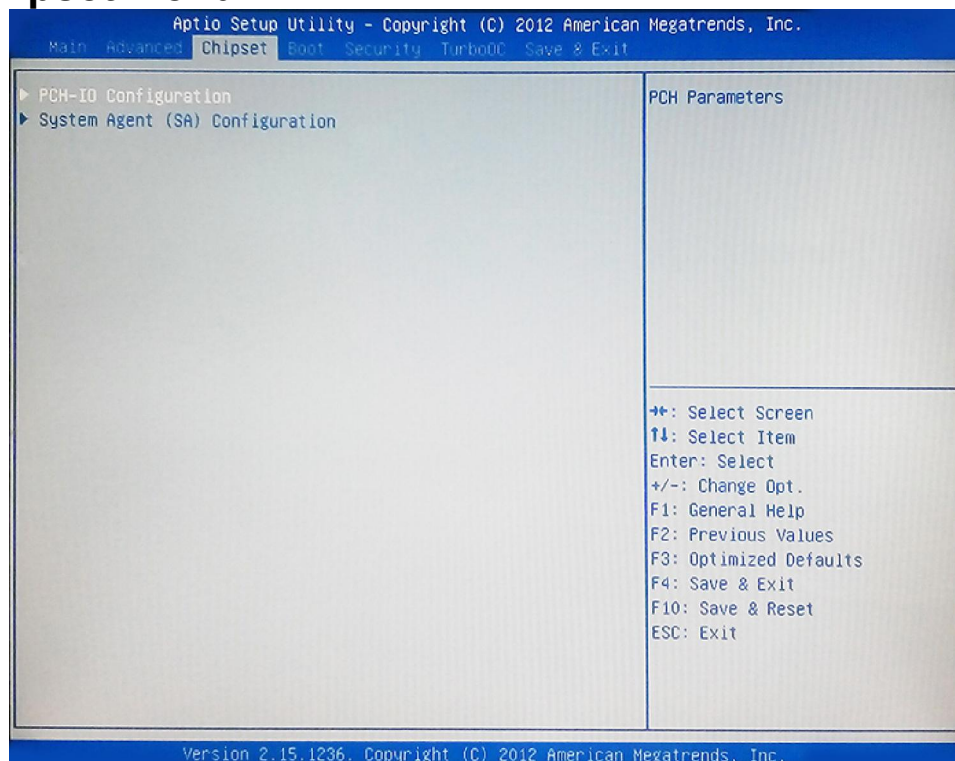 Aptio Setup Utility - Copyright (C) 2012 American Megatrends, Inc.
Main Advanced Chipset Boot Security TurboOC Save & Exit
PCH-IO Configuration
System Agent (SA) Configuration
PCH Parameters
→←: Select Screen
↑↓: Select Item
Enter: Select
+/-: Change Opt.
F1: General Help
F2: Previous Values
F3: Optimized Defaults
F4: Save & Exit
F10: Save & Reset
ESC: Exit
Version 2.15.1236. Copyright (C) 2012 American Megatrends, Inc.